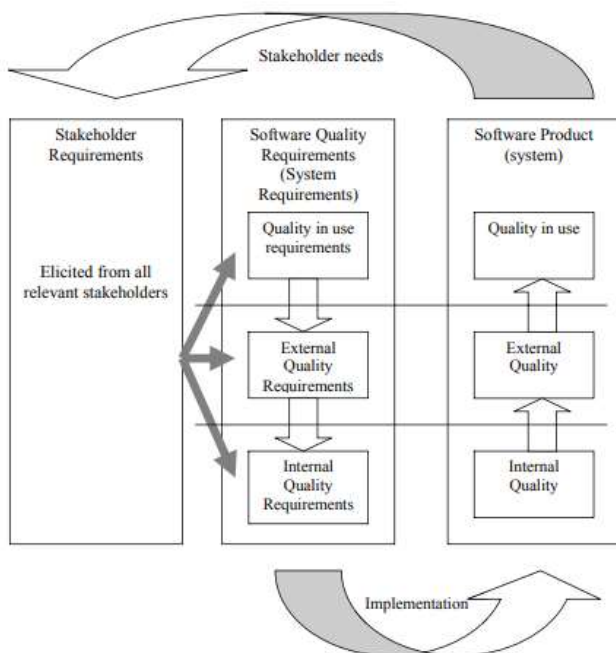 Stakeholder needs
Stakeholder
Requirements
Elicited from all
relevant stakeholders
Software Quality
Requirements
(System
Requirements)
Quality in use
requirements
External
Quality
Requirements
Internal
Quality
Requirements
Software Product
(system)
Quality in use
External
Quality
Internal
Quality
Implementation